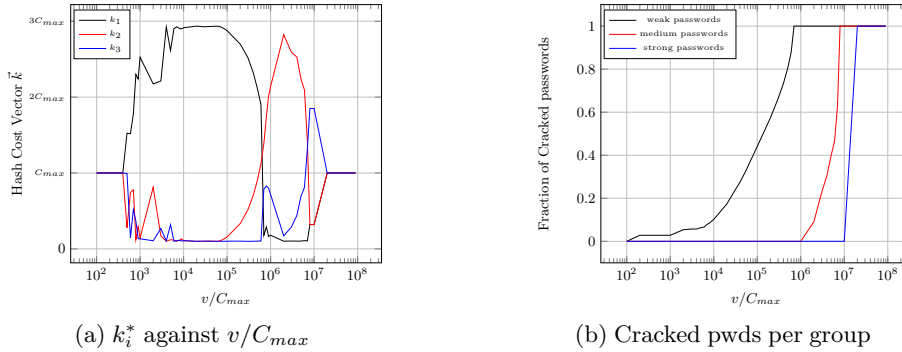 3C_max
2C_max
C_max
0
Hash Cost Vector \vec{k}
k_1
k_2
k_3
10^2 10^3 10^4 10^5 10^6 10^7 10^8
v/C_max
(a) k_i^* against v/C_max
1
0.8
0.6
0.4
0.2
0
Fraction of Cracked passwords
weak passwords
medium passwords
strong passwords
10^2 10^3 10^4 10^5 10^6 10^7 10^8
v/C_max
(b) Cracked pwds per group